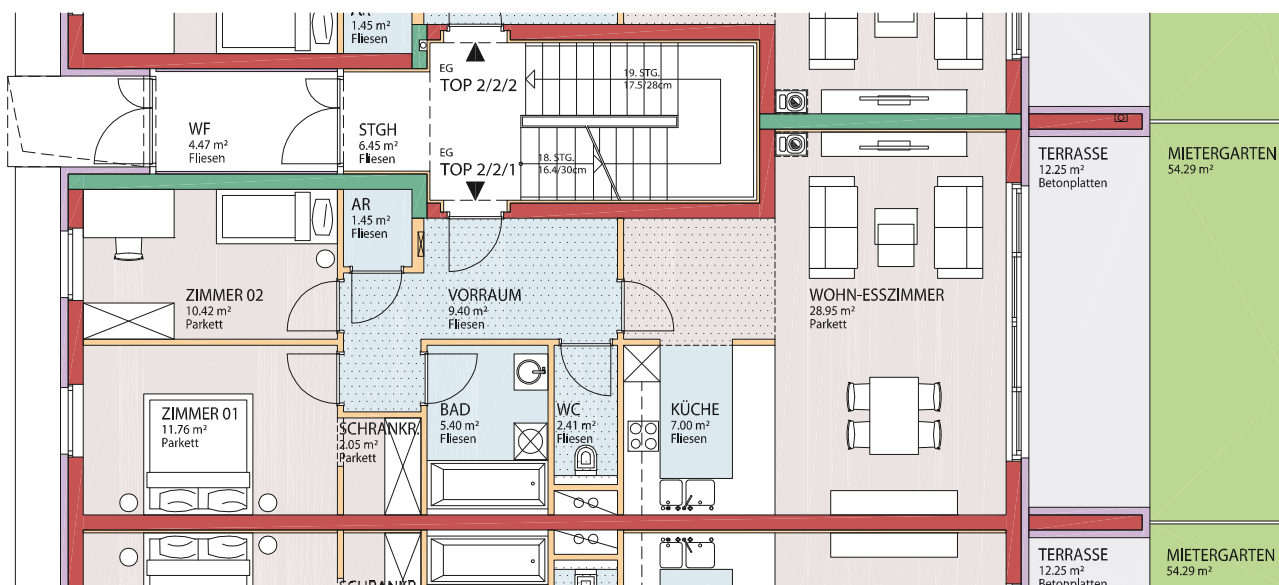 1.45 m²
Fliesen
EG
TOP 2/2/2
19. STG.
17.5/28cm
WF
4.47 m²
Fliesen
STGH
6.45 m²
Fliesen
EG
TOP 2/2/1
18. STG.
16.4/30cm
TERRASSE
12.25 m²
Betonplatten
MIETERGARTEN
54.29 m²
AR
1.45 m²
Fliesen
ZIMMER 02
10.42 m²
Parkett
VORRAUM
9.40 m²
Fliesen
WOHN-ESSZIMMER
28.95 m²
Parkett
ZIMMER 01
11.76 m²
Parkett
SCHRANKR.
2.05 m²
Parkett
BAD
5.40 m²
Fliesen
WC
2.41 m²
Fliesen
KÜCHE
7.00 m²
Fliesen
TERRASSE
12.25 m²
Betonplatten
MIETERGARTEN
54.29 m²
SCHRANKR.